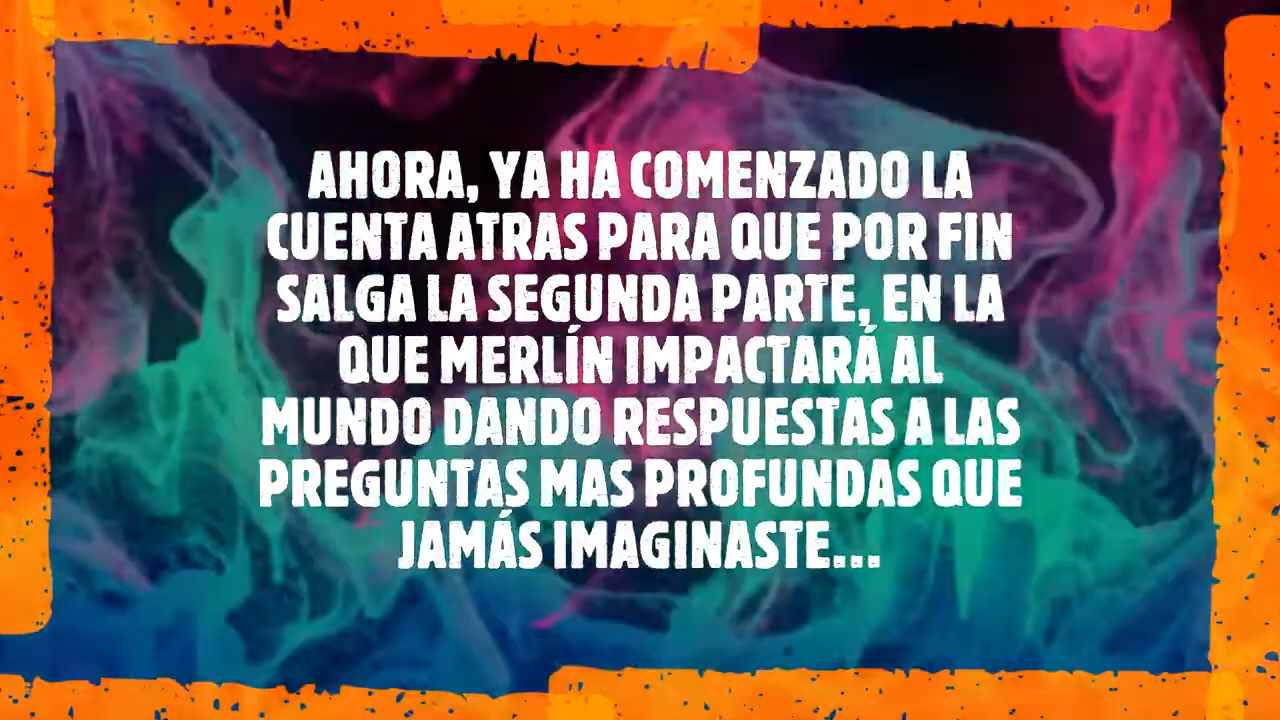 AHORA, YA HA COMENZADO LA
CUENTA ATRAS PARA QUE POR FIN
SALGA LA SEGUNDA PARTE, EN LA
QUE MERLÍN IMPACTARÁ AL
MUNDO DANDO RESPUESTAS A LAS
PREGUNTAS MAS PROFUNDAS QUE
JAMÁS IMAGINASTE...